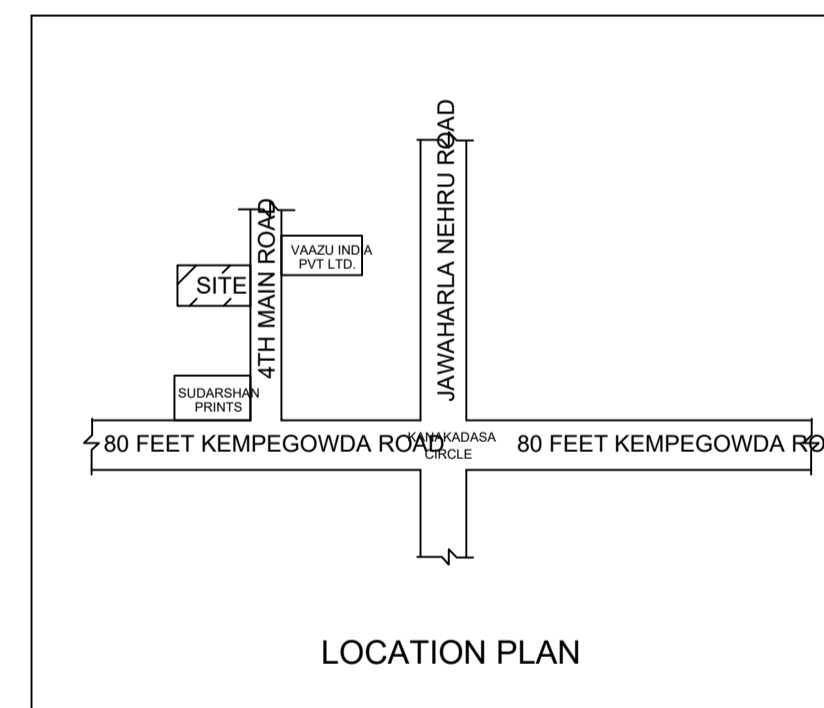 JAWAHARLA NEHRU ROAD
4TH MAIN ROAD
VAAZU INDIA
PVT LTD.
SITE
SUDARSHAN
PRINTS
80 FEET KEMPEGOWDA ROAD
KANAKADASA
CIRCLE
80 FEET KEMPEGOWDA RO
LOCATION PLAN